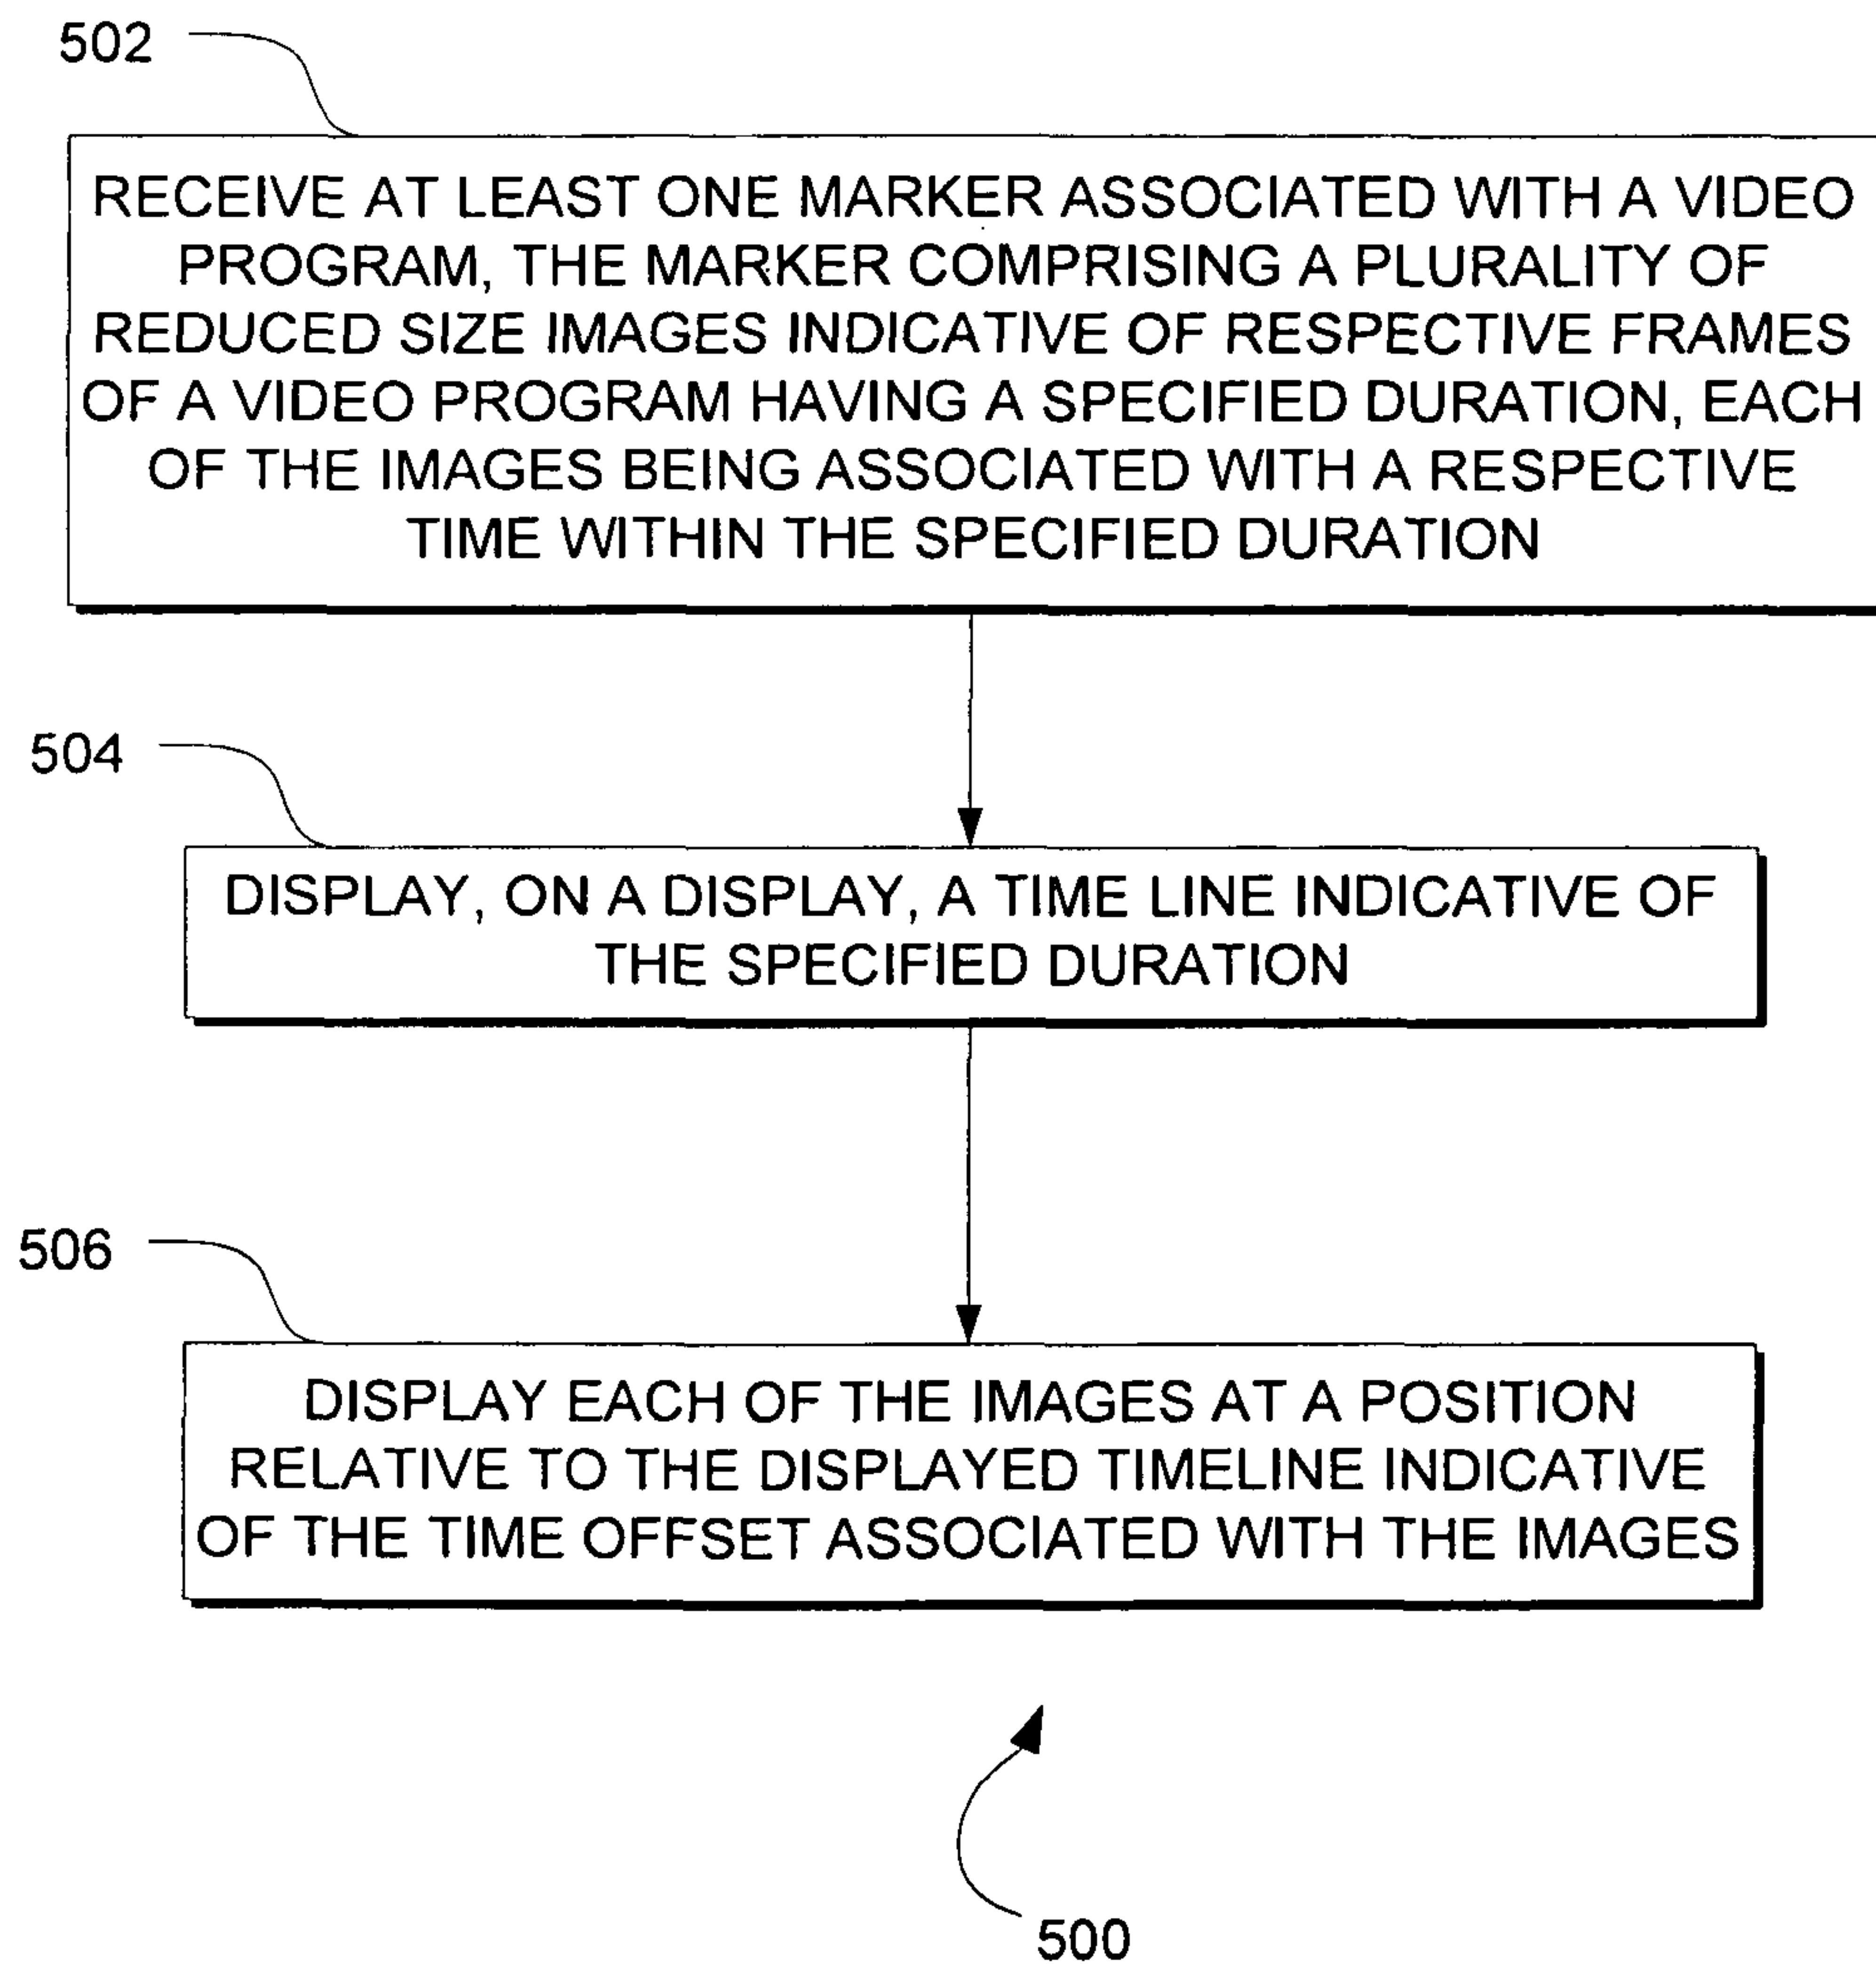 502
RECEIVE AT LEAST ONE MARKER ASSOCIATED WITH A VIDEO
PROGRAM, THE MARKER COMPRISING A PLURALITY OF
REDUCED SIZE IMAGES INDICATIVE OF RESPECTIVE FRAMES
OF A VIDEO PROGRAM HAVING A SPECIFIED DURATION, EACH
OF THE IMAGES BEING ASSOCIATED WITH A RESPECTIVE
TIME WITHIN THE SPECIFIED DURATION
504
DISPLAY, ON A DISPLAY, A TIME LINE INDICATIVE OF
THE SPECIFIED DURATION
506
DISPLAY EACH OF THE IMAGES AT A POSITION
RELATIVE TO THE DISPLAYED TIMELINE INDICATIVE
OF THE TIME OFFSET ASSOCIATED WITH THE IMAGES
500